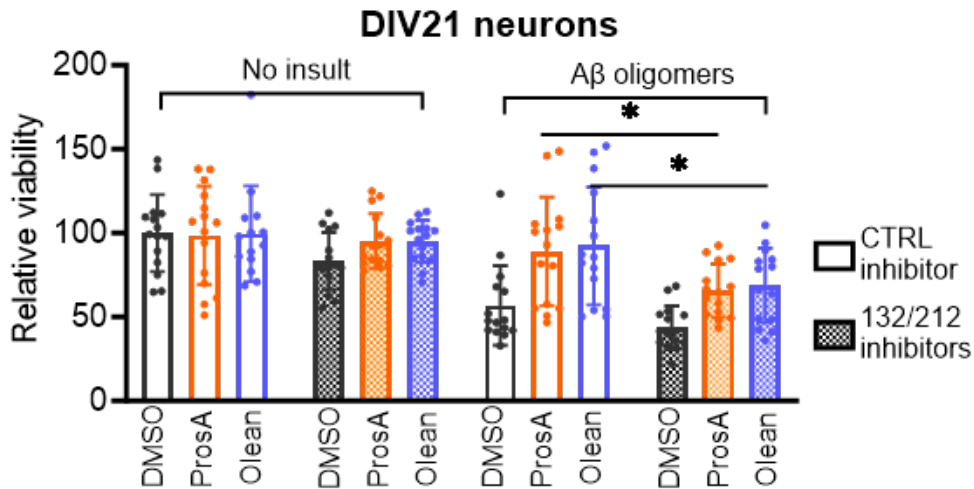 DIV21 neurons
Relative viability
200
150
100
50
0
No insult
Aβ oligomers
*
*
DMSO
ProsA
Olean
DMSO
ProsA
Olean
DMSO
ProsA
Olean
DMSO
ProsA
Olean
CTRL
inhibitor
132/212
inhibitors